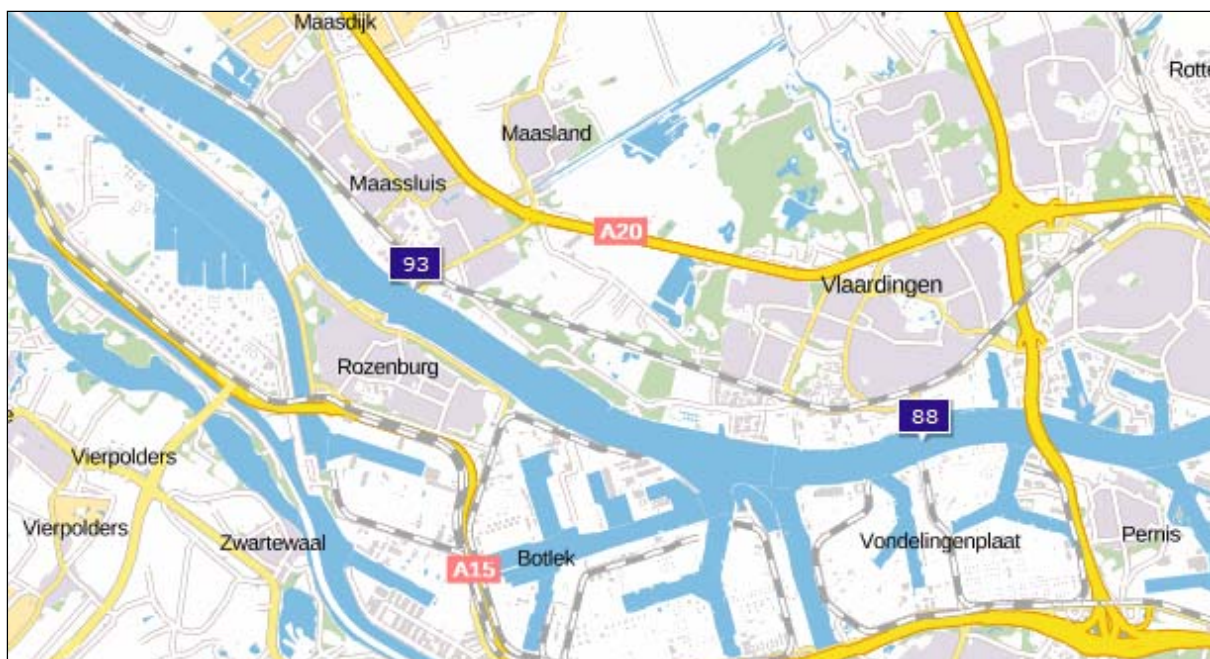 Maasdijk
Rotte
Maasland
Maassluis
A20
93
Vlaardingen
Rozenburg
88
Vierpolders
Vierpolders
Zwartewaal
Botlek
Vondelingenplaat
Pernis
A15